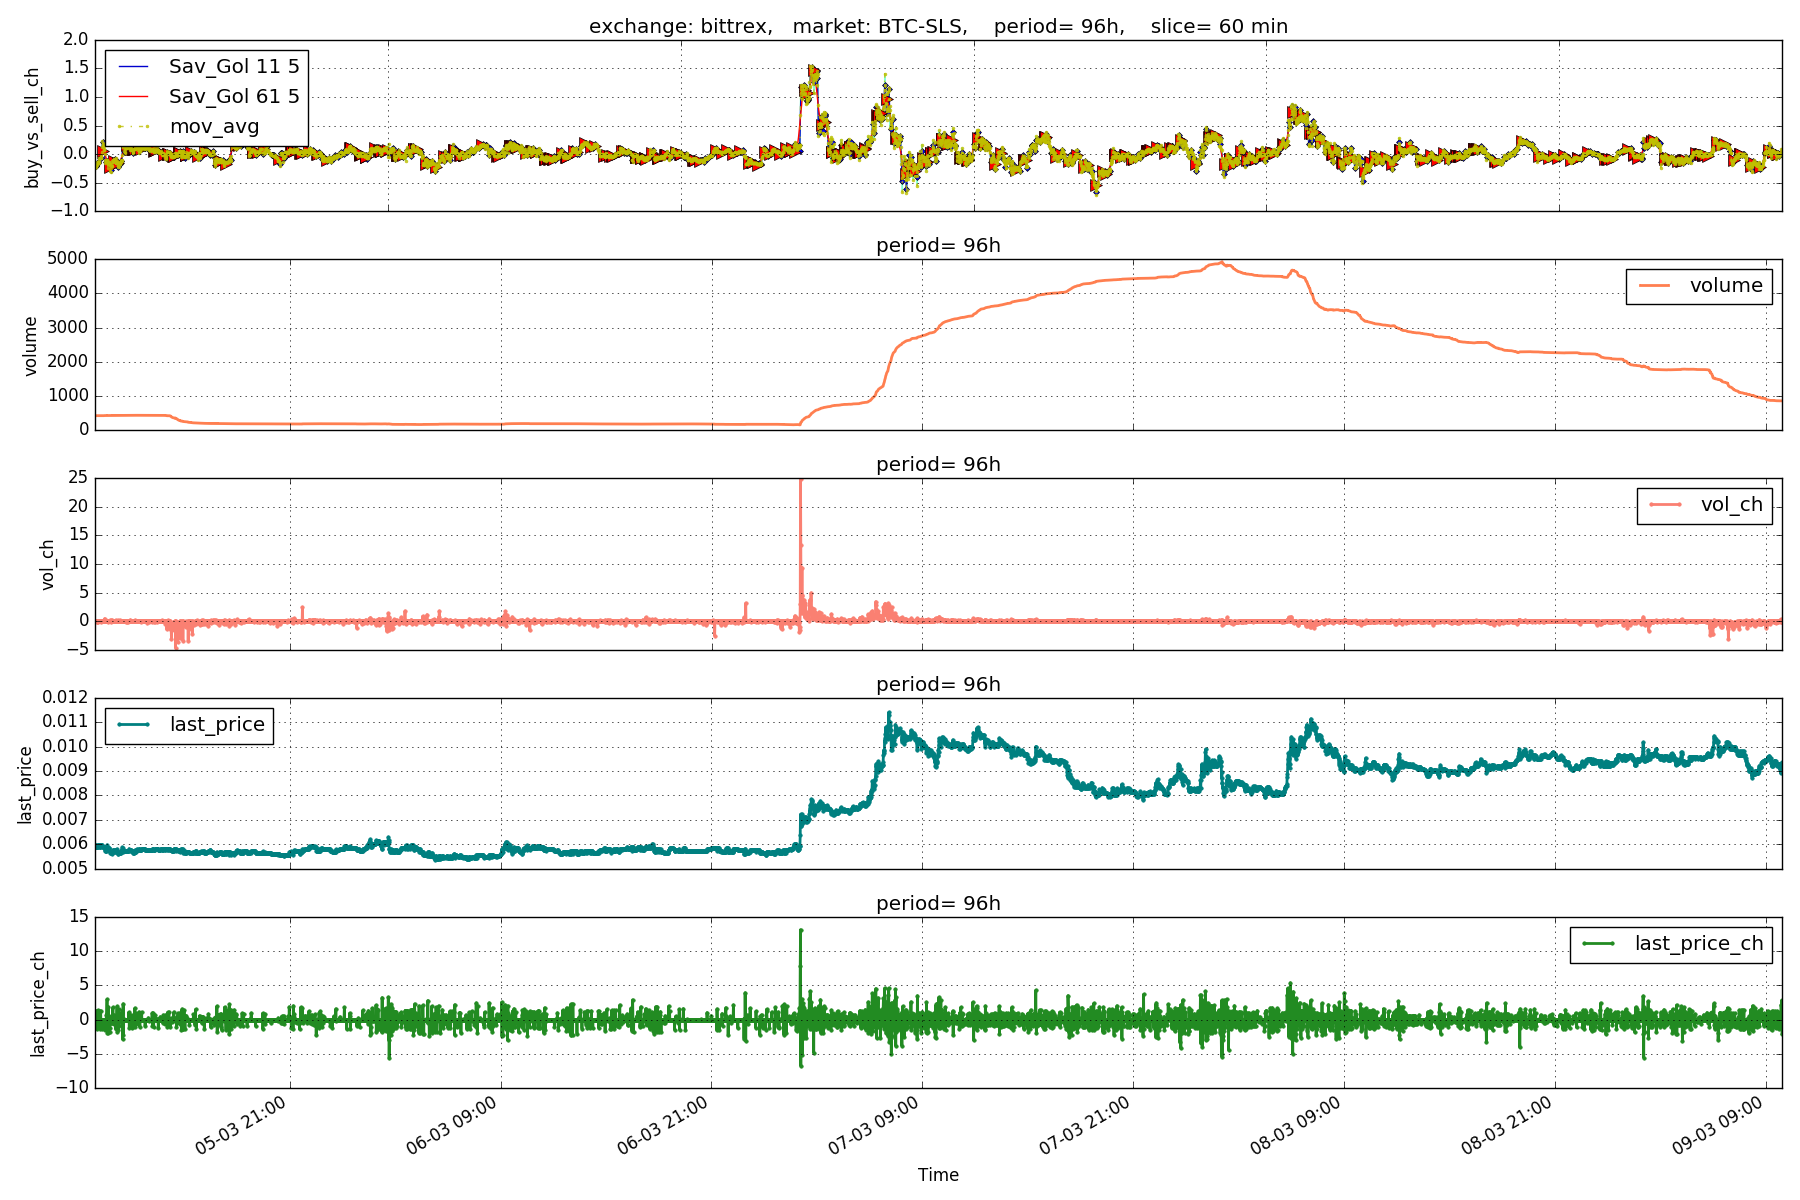 exchange: bittrex,   market: BTC-SLS,    period= 96h,    slice= 60 min
2.0
1.5
1.0
0.5
0.0
−0.5
−1.0
buy_vs_sell_ch
Sav_Gol 11 5
Sav_Gol 61 5
mov_avg
period= 96h
5000
4000
3000
2000
1000
0
volume
volume
period= 96h
25
20
15
10
5
0
−5
vol_ch
vol_ch
period= 96h
0.012
0.011
0.010
0.009
0.008
0.007
0.006
0.005
last_price
last_price
period= 96h
15
10
5
0
−5
−10
last_price_ch
last_price_ch
05-03 21:00
06-03 09:00
06-03 21:00
07-03 09:00
07-03 21:00
08-03 09:00
08-03 21:00
09-03 09:00
Time